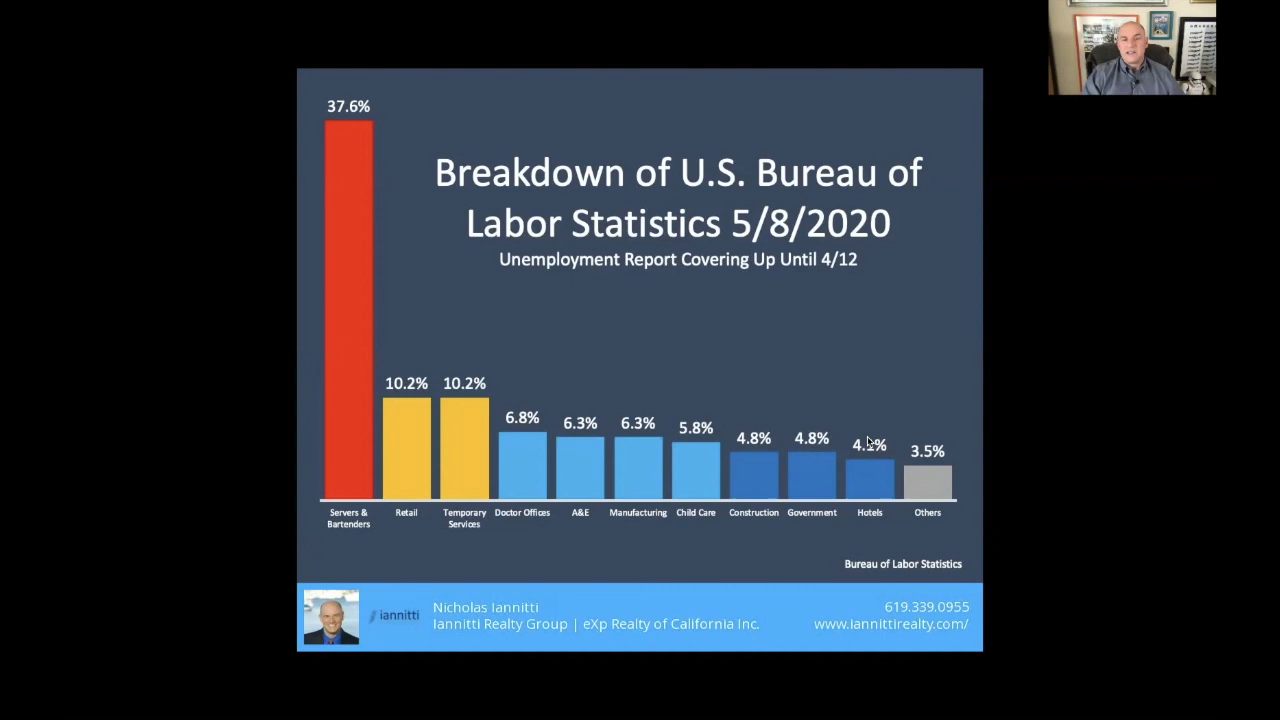 37.6%
Breakdown of U.S. Bureau of
Labor Statistics 5/8/2020
Unemployment Report Covering Up Until 4/12
10.2%
10.2%
6.8%
6.3%
6.3%
5.8%
4.8%
4.8%
3.5%
Servers &
Bartenders
Retail
Temporary
Services
Doctor Offices
A&E
Manufacturing
Child Care
Construction
Government
Hotels
Others
Bureau of Labor Statistics
iannitti
Nicholas Iannitti
Iannitti Realty Group | eXp Realty of California Inc.
619.339.0955
www.iannittirealty.com/